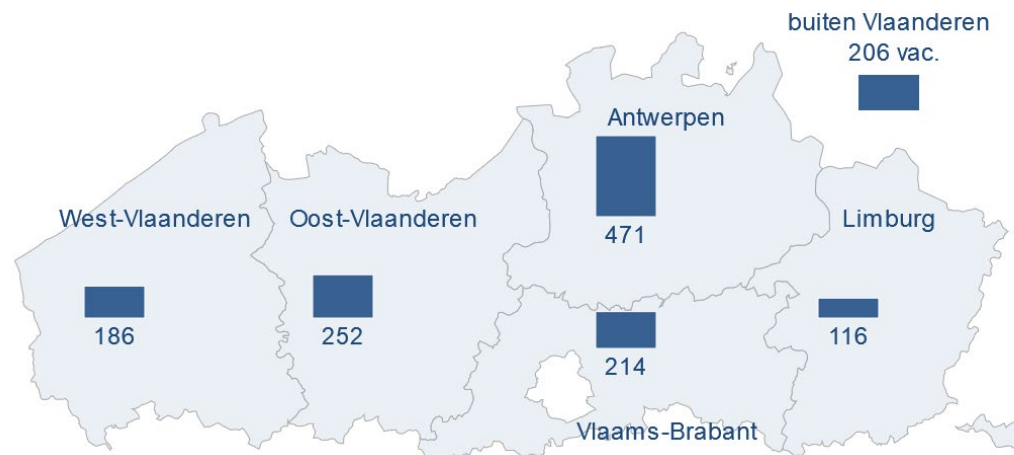 buiten Vlaanderen
206 vac.
Antwerpen
471
West-Vlaanderen
186
Oost-Vlaanderen
252
Limburg
116
214
Vlaams-Brabant